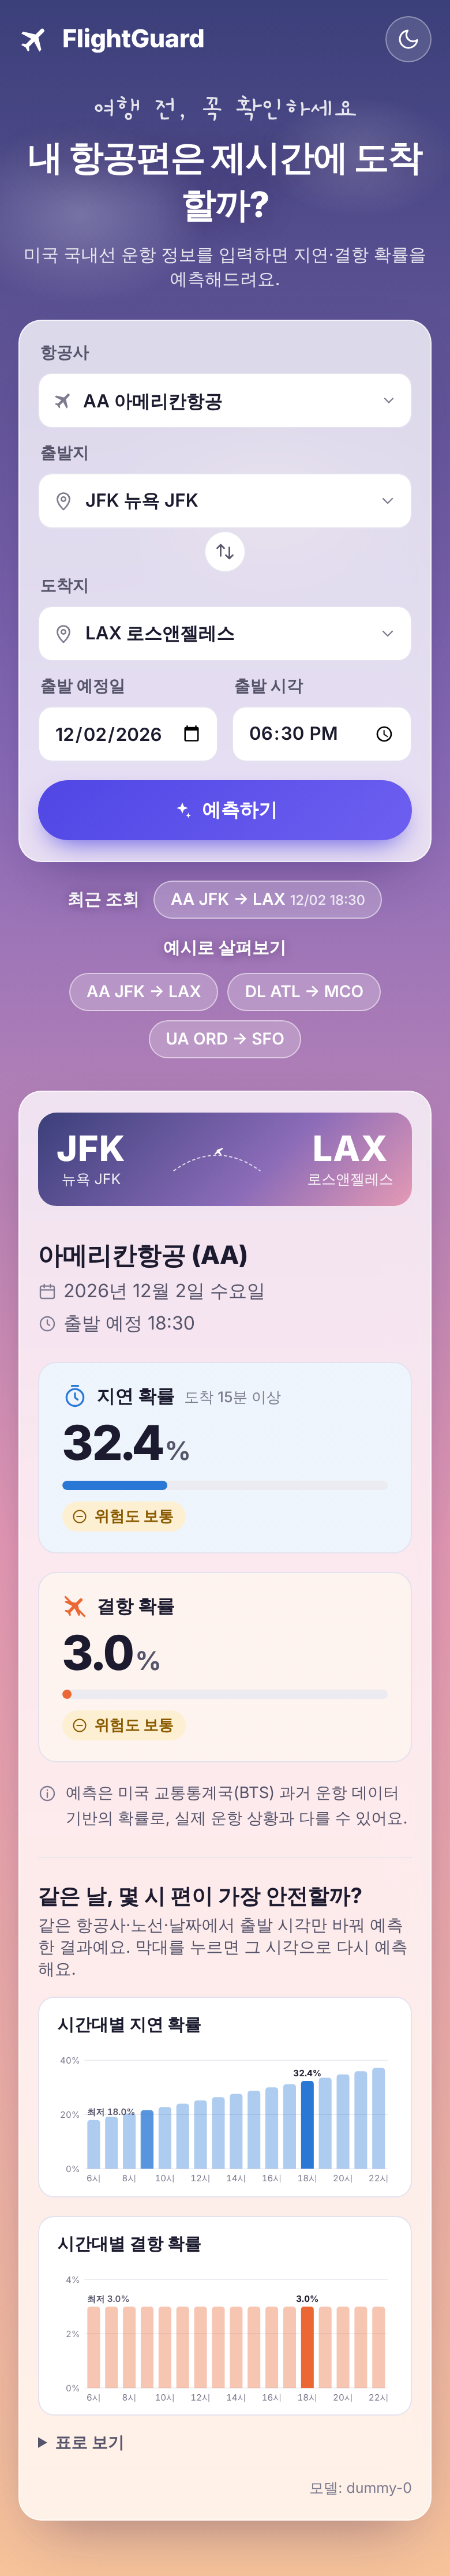 FlightGuard
여행 전, 꼭 확인하세요
내 항공편은 제시간에 도착
할까?
미국 국내선 운항 정보를 입력하면 지연·결항 확률을
예측해드려요.
항공사
AA 아메리칸항공
출발지
JFK 뉴욕 JFK
도착지
LAX 로스앤젤레스
출발 예정일 출발 시각
12/02/2026 06:30 PM
예측하기
최근 조회 AA JFK → LAX 12/02 18:30
예시로 살펴보기
AA JFK → LAX DL ATL → MCO
UA ORD → SFO
JFK LAX
뉴욕 JFK 로스앤젤레스
아메리칸항공 (AA)
2026년 12월 2일 수요일
출발 예정 18:30
지연 확률 도착 15분 이상
32.4%
위험도 보통
결항 확률
3.0%
위험도 보통
예측은 미국 교통통계국(BTS) 과거 운항 데이터
기반의 확률로, 실제 운항 상황과 다를 수 있어요.
같은 날, 몇 시 편이 가장 안전할까?
같은 항공사·노선·날짜에서 출발 시각만 바꿔 예측
한 결과예요. 막대를 누르면 그 시각으로 다시 예측
해요.
시간대별 지연 확률
40%
32.4%
20% 최저 18.0%
0%
6시 8시 10시 12시 14시 16시 18시 20시 22시
시간대별 결항 확률
4%
최저 3.0% 3.0%
2%
0%
6시 8시 10시 12시 14시 16시 18시 20시 22시
▶ 표로 보기
모델: dummy-0